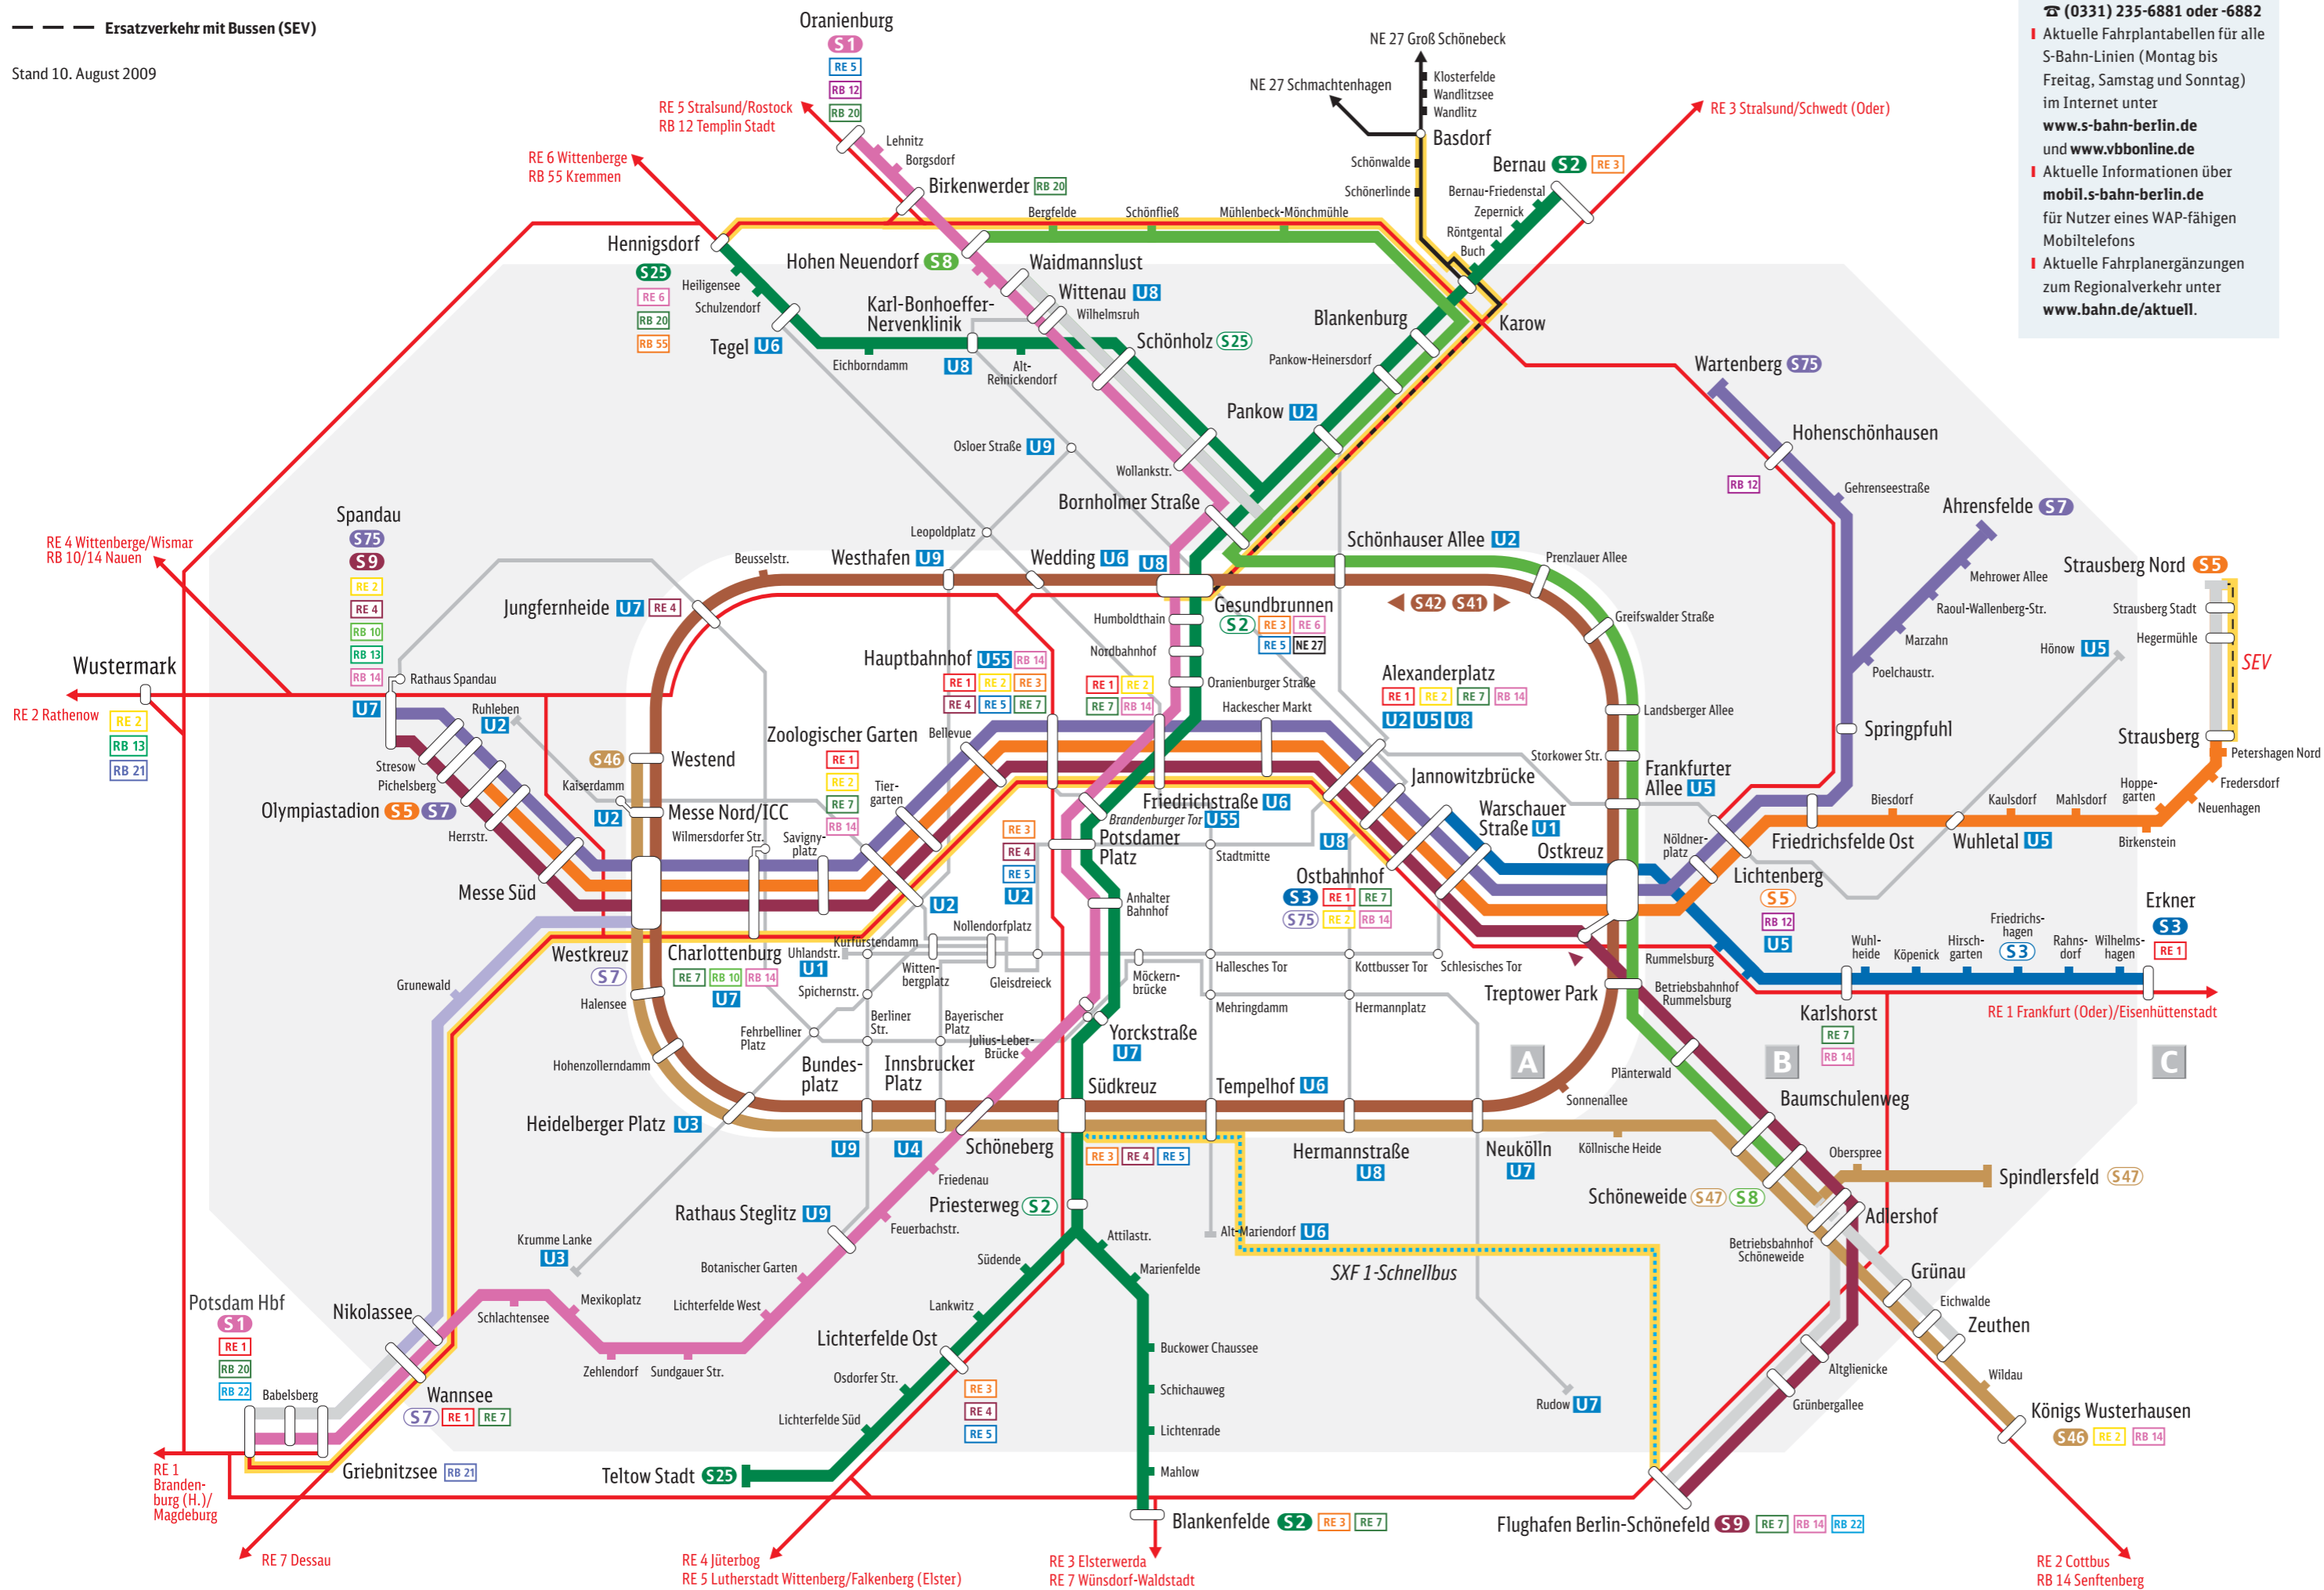 Ersatzverkehr mit Bussen (SEV)
Stand 10. August 2009
☎ (0331) 235-6881 oder -6882
Aktuelle Fahrplantabellen für alle
S-Bahn-Linien (Montag bis
Freitag, Samstag und Sonntag)
im Internet unter
www.s-bahn-berlin.de
und www.vbbonline.de
Aktuelle Informationen über
mobil.s-bahn-berlin.de
für Nutzer eines WAP-fähigen
Mobiltelefons
Aktuelle Fahrplanergänzungen
zum Regionalverkehr unter
www.bahn.de/aktuell.
Oranienburg
S1
RE 5
RB 12
RB 20
RE 5 Stralsund/Rostock
RB 12 Templin Stadt
RE 6 Wittenberge
RB 55 Kremmen
Lehnitz
Borgsdorf
Birkenwerder RB 20
NE 27 Groß Schönebeck
NE 27 Schmachtenhagen
Klosterfelde
Wandlitzsee
Wandlitz
Basdorf
Schönwalde
Schönerlinde
RE 3 Stralsund/Schwedt (Oder)
Bernau S2 RE 3
Bernau-Friedenstal
Zepernick
Röntgental
Buch
Karow
Bergfelde
Schönfließ
Mühlenbeck-Mönchmühle
Hennigsdorf
S25
RE 6
RB 20
RB 55
Heiligensee
Schulzendorf
Tegel U6
Hohen Neuendorf S8
Waidmannslust
Wittenau U8
Wilhelmsruh
Karl-Bonhoeffer-
Nervenklinik
U8
Eichborndamm
Alt-
Reinickendorf
Schönholz S25
Blankenburg
Pankow-Heinersdorf
Pankow U2
Wollankstr.
Bornholmer Straße
Osloer Straße U9
Leopoldplatz
Wartenberg S75
Hohenschönhausen
RB 12
Gehrenseestraße
Ahrensfelde S7
Mehrower Allee
Raoul-Wallenberg-Str.
Marzahn
Poelchaustr.
Springpfuhl
Hönow U5
Strausberg Nord S5
Strausberg Stadt
Hegermühle
SEV
Strausberg
Petershagen Nord
Fredersdorf
Neuenhagen
Hoppe-
garten
Birkenstein
Mahlsdorf
Kaulsdorf
Wuhletal U5
Biesdorf
Friedrichsfelde Ost
Lichtenberg
S5
RB 12
U5
Nöldner-
platz
RE 4 Wittenberge/Wismar
RB 10/14 Nauen
Wustermark
RE 2 Rathenow
RE 2
RB 13
RB 21
Spandau
S75
S9
RE 2
RE 4
RB 10
RB 13
RB 14
U7
Rathaus Spandau
Ruhleben
U2
Stresow
Pichelsberg
Olympiastadion S5 S7
Herrstr.
Messe Süd
Beusselstr.
Jungfernheide U7 RE 4
Westhafen U9
Wedding U6
U8
Gesundbrunnen
S2 RE 3 RE 6
RE 5 NE 27
Schönhauser Allee U2
Prenzlauer Allee
S42 S41
Greifswalder Straße
Landsberger Allee
Storkower Str.
Frankfurter
Allee U5
Humboldthain
Nordbahnhof
Oranienburger Straße
S46
Westend
Kaiserdamm
U2
Messe Nord/ICC
Wilmersdorfer Str.
Savigny-
platz
Zoologischer Garten
RE 1
RE 2
RE 7
RB 14
Tier-
garten
Bellevue
Hauptbahnhof U55 RB 14
RE 1 RE 2 RE 3
RE 4 RE 5 RE 7
RE 1 RE 2
RE 7 RB 14
Hackescher Markt
Friedrichstraße U6
Brandenburger Tor U55
Alexanderplatz
RE 1 RE 2 RE 7 RB 14
U2 U5 U8
Jannowitzbrücke
U8
Warschauer
Straße U1
Ostbahnhof
S3 RE 1 RE 7
S75 RE 2 RB 14
Ostkreuz
RE 3
RE 4
RE 5
U2
Potsdamer
Platz
Stadtmitte
Anhalter
Bahnhof
Westkreuz
S7
Charlottenburg
RE 7 RB 10 RB 14
U7
Uhlandstr.
U1
Kurfürstendamm
U2
Nollendorfplatz
Witten-
bergplatz
Gleisdreieck
Möckern-
brücke
Hallesches Tor
Kottbusser Tor
Schlesisches Tor
Spichernstr.
Mehringdamm
Hermannplatz
Treptower Park
Rummelsburg
Betriebsbahnhof
Rummelsburg
Wuhl-
heide
Köpenick
Hirsch-
garten
Friedrichs-
hagen
S3
Rahns-
dorf
Wilhelms-
hagen
Erkner
S3
RE 1
RE 1 Frankfurt (Oder)/Eisenhüttenstadt
Karlshorst
RE 7
RB 14
A
B
C
Grunewald
Halensee
Hohenzollerndamm
Heidelberger Platz U3
Fehrbelliner
Platz
Berliner
Str.
Bayerischer
Platz
Julius-Leber-
Brücke
Bundes-
platz
U9
Innsbrucker
Platz
U4
Yorckstraße
U7
Schöneberg
Südkreuz
RE 3 RE 4 RE 5
Tempelhof U6
Hermannstraße
U8
Neukölln
U7
Sonnenallee
Köllnische Heide
Plänterwald
Baumschulenweg
Oberspree
Spindlersfeld S47
Schöneweide S47 S8
Betriebsbahnhof
Schöneweide
Adlershof
Grünau
Eichwalde
Zeuthen
Wildau
Königs Wusterhausen
S46 RE 2 RB 14
Altglienicke
Grünbergallee
Flughafen Berlin-Schönefeld S9 RE 7 RB 14 RB 22
RE 2 Cottbus
RB 14 Senftenberg
Friedenau
Feuerbachstr.
Rathaus Steglitz U9
Botanischer Garten
Lichterfelde West
Sundgauer Str.
Zehlendorf
Mexikoplatz
Schlachtensee
Krumme Lanke
U3
Nikolassee
Wannsee
S7 RE 1 RE 7
Potsdam Hbf
S1
RE 1
RB 20
RB 22
Babelsberg
Griebnitzsee RB 21
RE 1
Branden-
burg (H.)/
Magdeburg
RE 7 Dessau
Priesterweg S2
Südende
Lankwitz
Lichterfelde Ost
RE 3
RE 4
RE 5
Osdorfer Str.
Lichterfelde Süd
Teltow Stadt S25
Attilastr.
Marienfelde
Buckower Chaussee
Schichauweg
Lichtenrade
Mahlow
Blankenfelde S2 RE 3 RE 7
Alt-Mariendorf U6
SXF 1-Schnellbus
Rudow U7
RE 4 Jüterbog
RE 5 Lutherstadt Wittenberg/Falkenberg (Elster)
RE 3 Elsterwerda
RE 7 Wünsdorf-Waldstadt